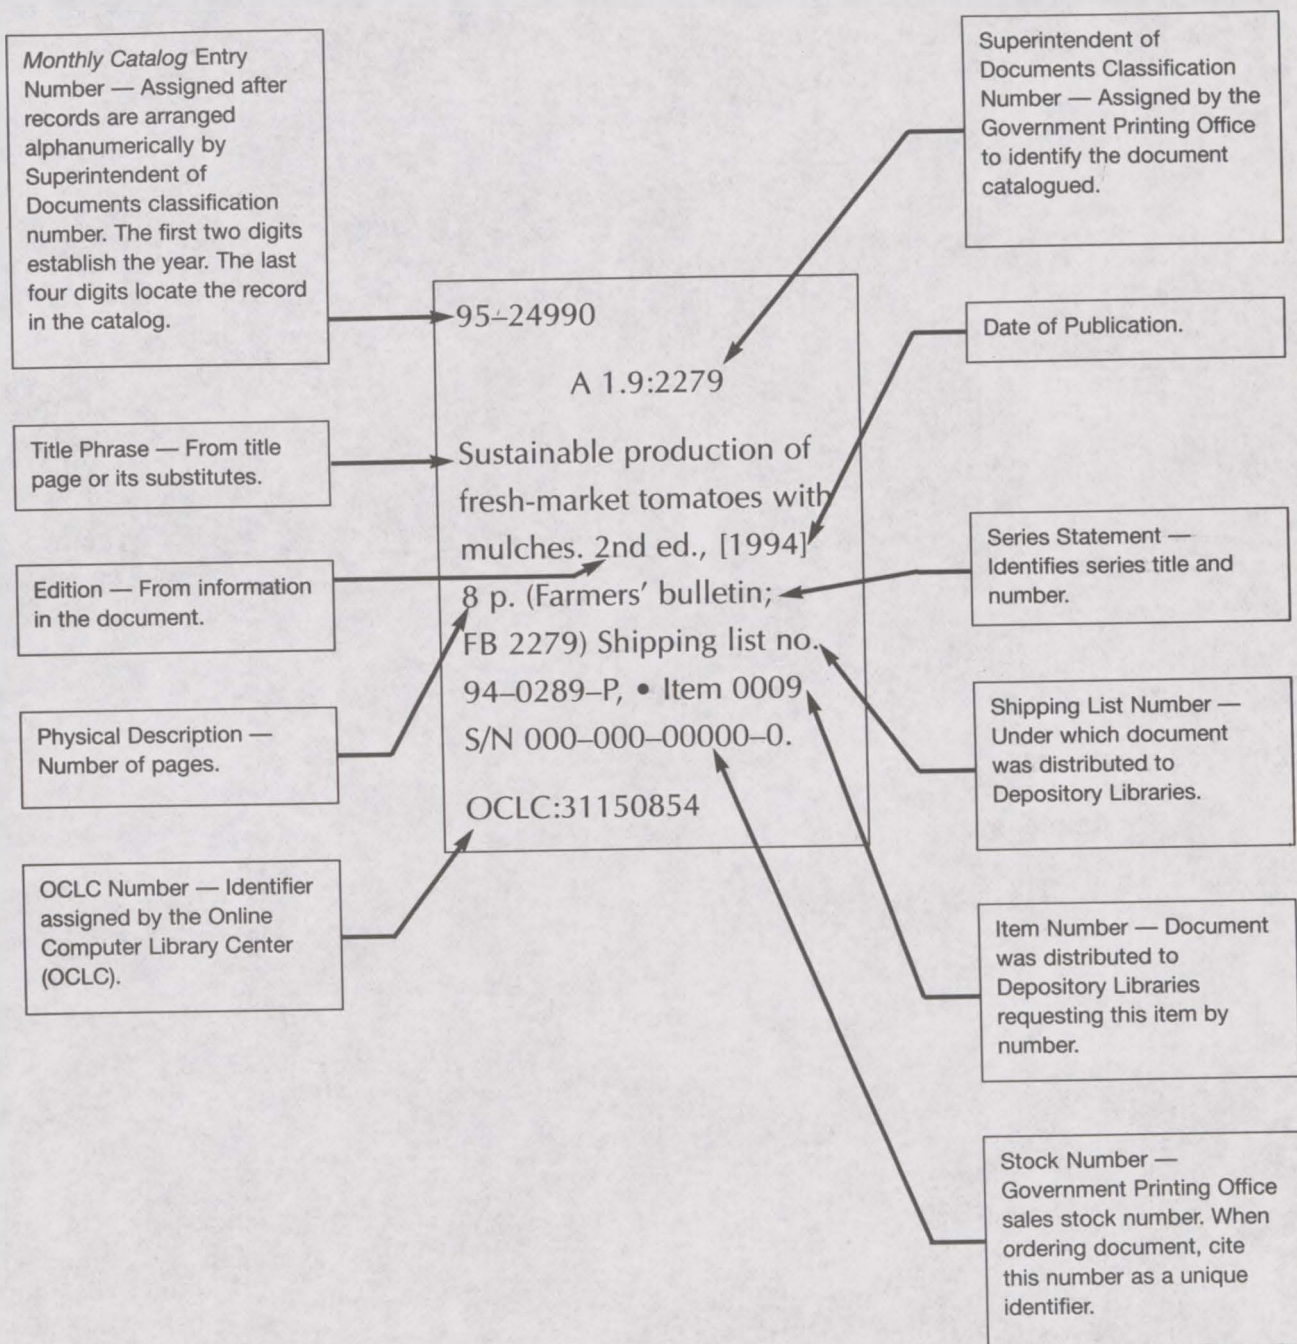 Monthly Catalog Entry
Number — Assigned after
records are arranged
alphanumerically by
Superintendent of
Documents classification
number. The first two digits
establish the year. The last
four digits locate the record
in the catalog.
Title Phrase — From title
page or its substitutes.
Edition — From information
in the document.
Physical Description —
Number of pages.
OCLC Number — Identifier
assigned by the Online
Computer Library Center
(OCLC).
95–24990
A 1.9:2279
Sustainable production of
fresh-market tomatoes with
mulches. 2nd ed., [1994]
8 p. (Farmers' bulletin;
FB 2279) Shipping list no.
94–0289–P, • Item 0009
S/N 000–000–00000–0.
OCLC:31150854
Superintendent of
Documents Classification
Number — Assigned by the
Government Printing Office
to identify the document
catalogued.
Date of Publication.
Series Statement —
Identifies series title and
number.
Shipping List Number —
Under which document
was distributed to
Depository Libraries.
Item Number — Document
was distributed to
Depository Libraries
requesting this item by
number.
Stock Number —
Government Printing Office
sales stock number. When
ordering document, cite
this number as a unique
identifier.